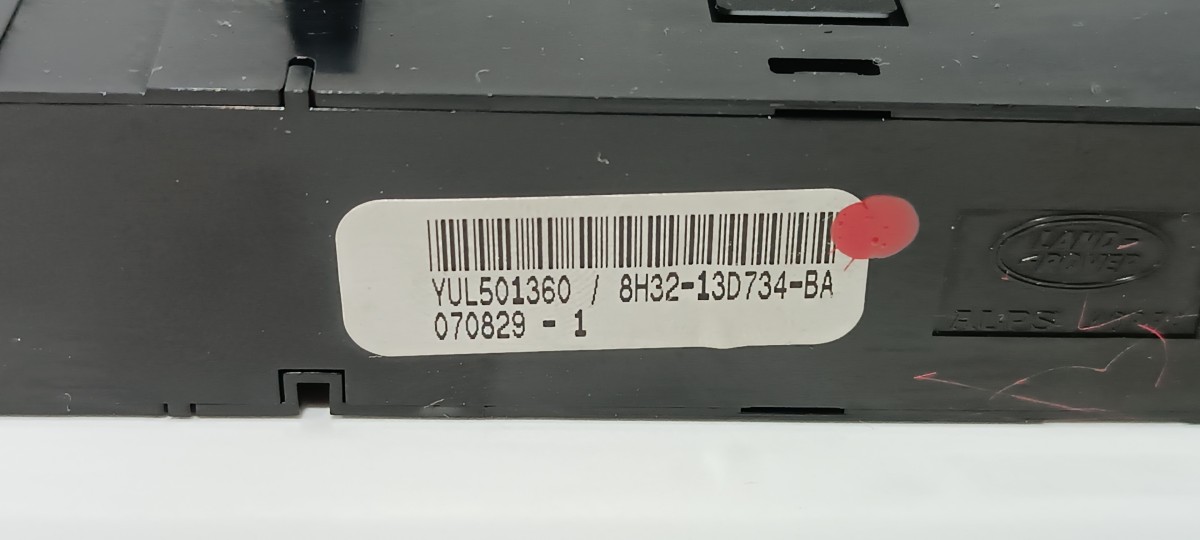 YUL501360 / 8H32-13D734-BA
070829 - 1
LAND-
-ROVER